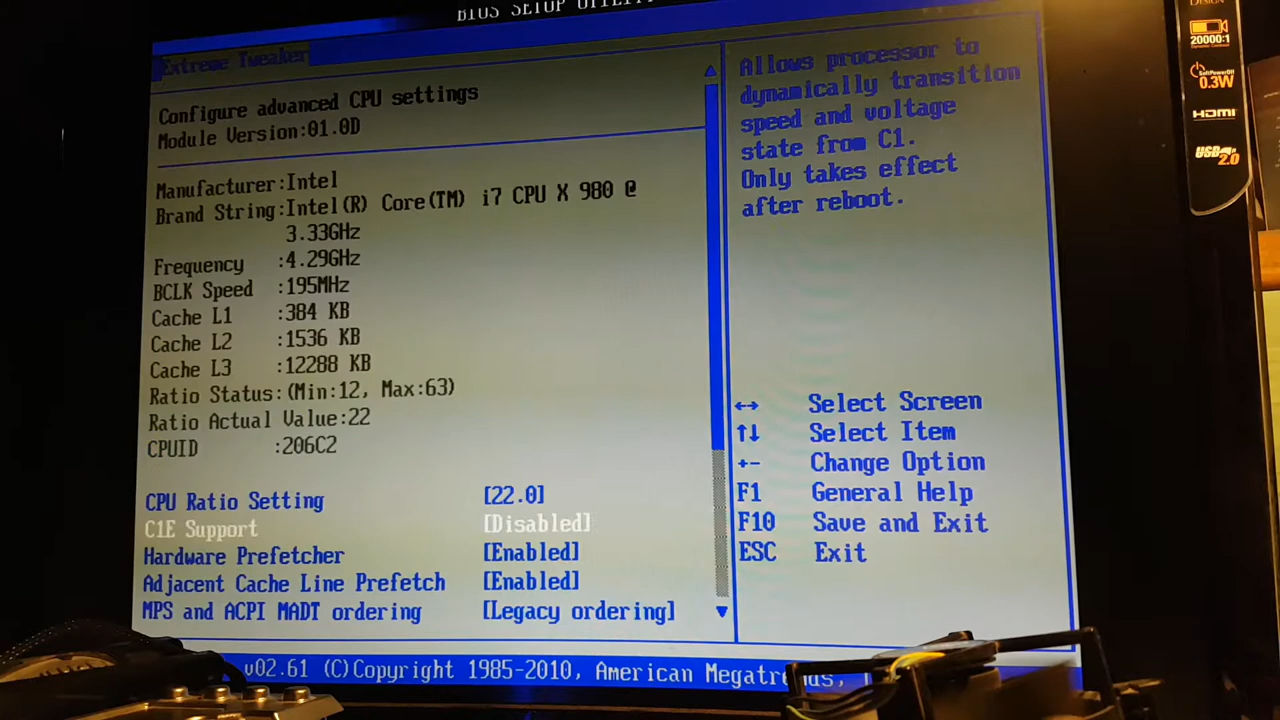 BIOS SETUP UTILITY
Extreme Tweaker
Configure advanced CPU settings
Module Version:01.0D
Manufacturer:Intel
Brand String:Intel(R) Core(TM) i7 CPU X 980 @
3.33GHz
Frequency :4.29GHz
BCLK Speed :195MHz
Cache L1 :384 KB
Cache L2 :1536 KB
Cache L3 :12288 KB
Ratio Status:(Min:12, Max:63)
Ratio Actual Value:22
CPUID :206C2
CPU Ratio Setting [22.0]
C1E Support [Disabled]
Hardware Prefetcher [Enabled]
Adjacent Cache Line Prefetch [Enabled]
MPS and ACPI MADT ordering [Legacy ordering]
Allows processor to
dynamically transition
speed and voltage
state from C1.
Only takes effect
after reboot.
↔ Select Screen
↑↓ Select Item
+- Change Option
F1 General Help
F10 Save and Exit
ESC Exit
v02.61 (C)Copyright 1985-2010, American Megatrends,
DESIGN
20000:1
SoftPowerOff
0.3W
HDMI
USB 2.0